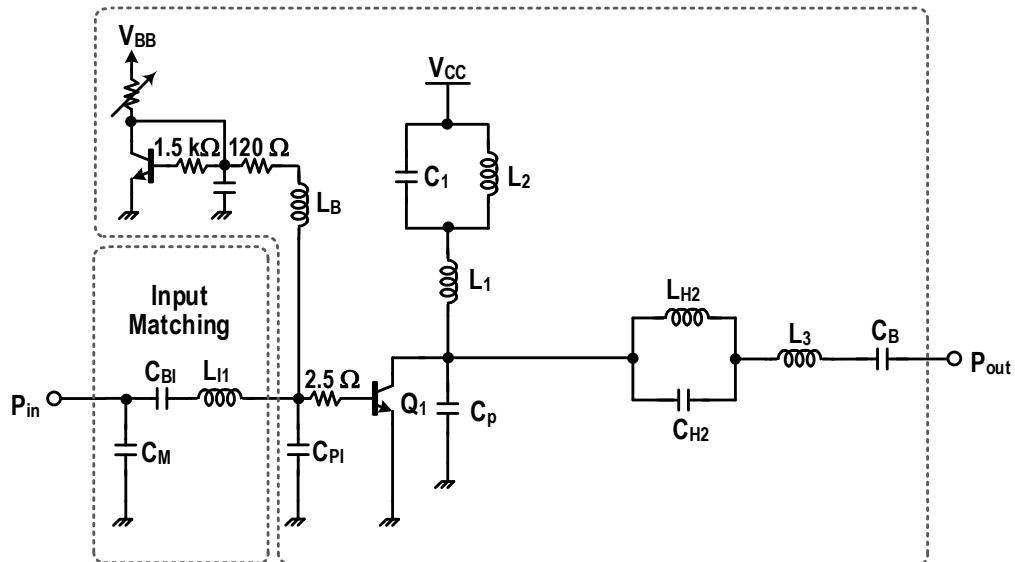 V_BB
V_CC
1.5 kΩ
120 Ω
C_1
L_2
L_B
L_1
Input
Matching
L_H2
L_3
C_B
C_BI
L_I1
2.5 Ω
P_in
Q_1
C_p
P_out
C_H2
C_M
C_PI